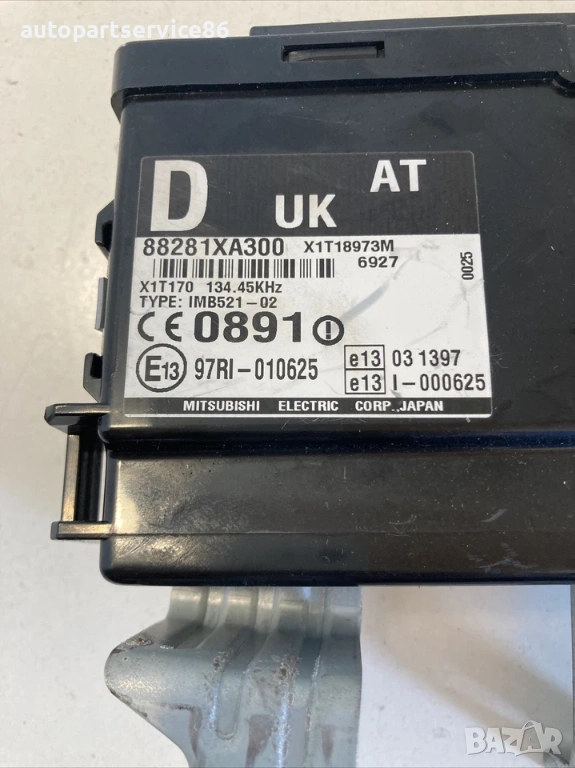 autopartservice86
D UK AT
88281XA300 X1T18973M
6927
0025
X1T170 134.45KHz
TYPE: IMB521-02
CE 0891
E13 97RI-010625
e13 03 1397
e13 I-000625
MITSUBISHI ELECTRIC CORP.,JAPAN
BAZAR